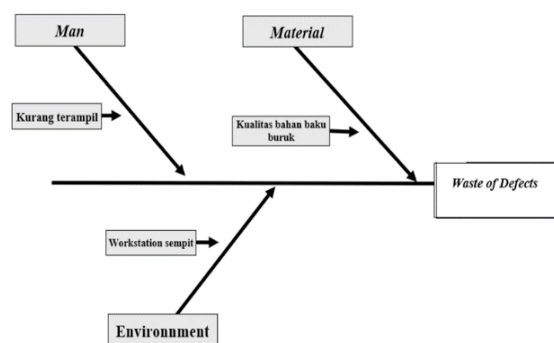 Man
Material
Kurang terampil
Kualitas bahan baku
buruk
Waste of Defects
Workstation sempit
Environnment